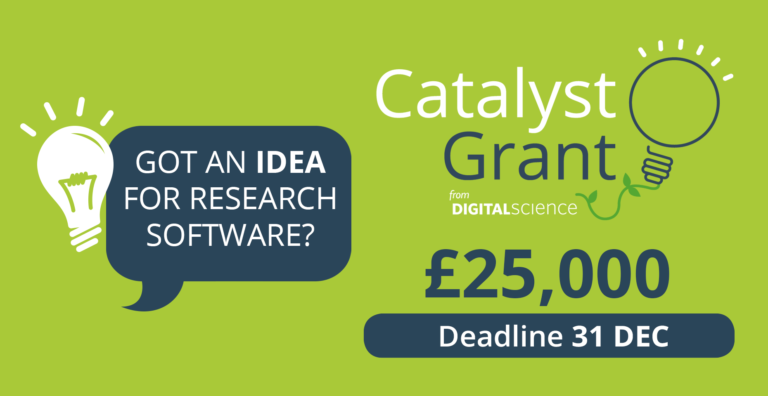 GOT AN IDEA
FOR RESEARCH
SOFTWARE?
Catalyst
Grant
from
DIGITALSCIENCE
£25,000
Deadline 31 DEC